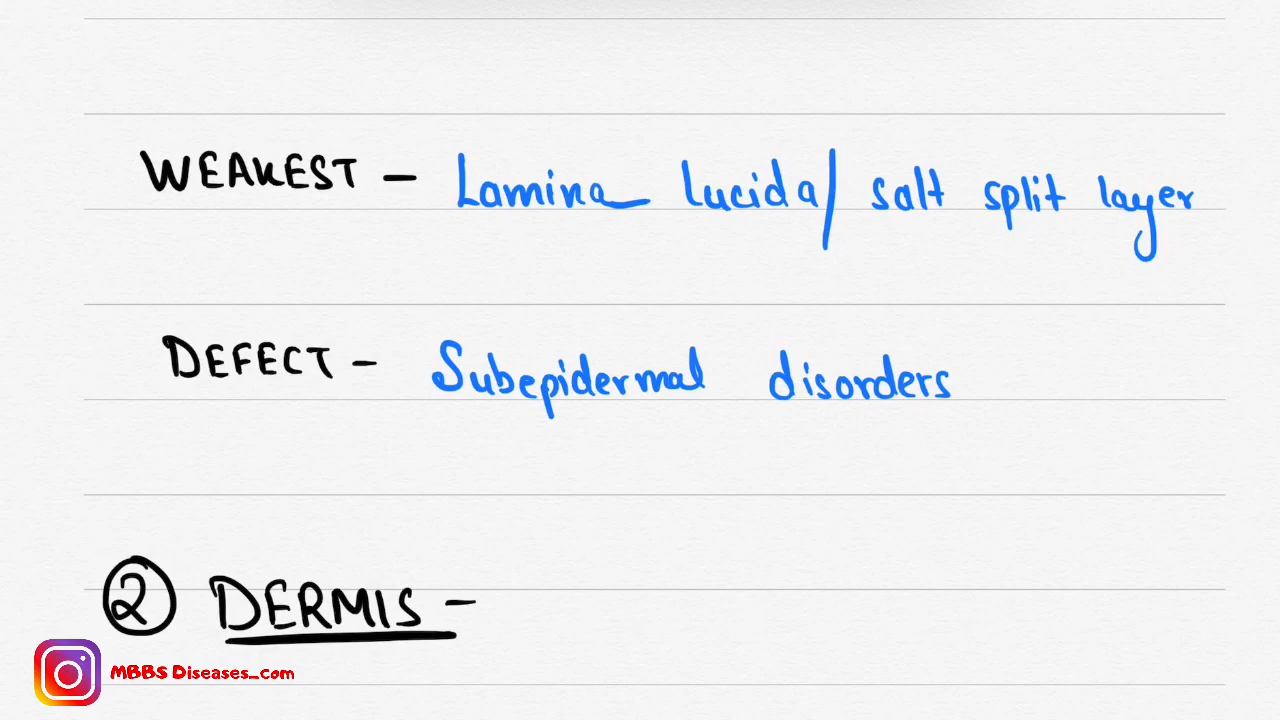 WEAKEST - Lamina Lucida/ salt split layer
DEFECT - Subepidermal disorders
② DERMIS -
MBBS Diseases_com